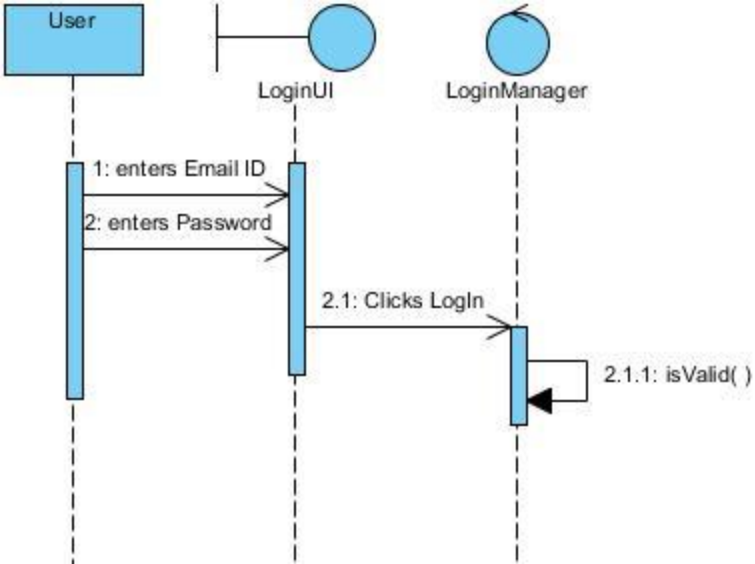 User
LoginUI
LoginManager
1: enters Email ID
2: enters Password
2.1: Clicks LogIn
2.1.1: isValid( )